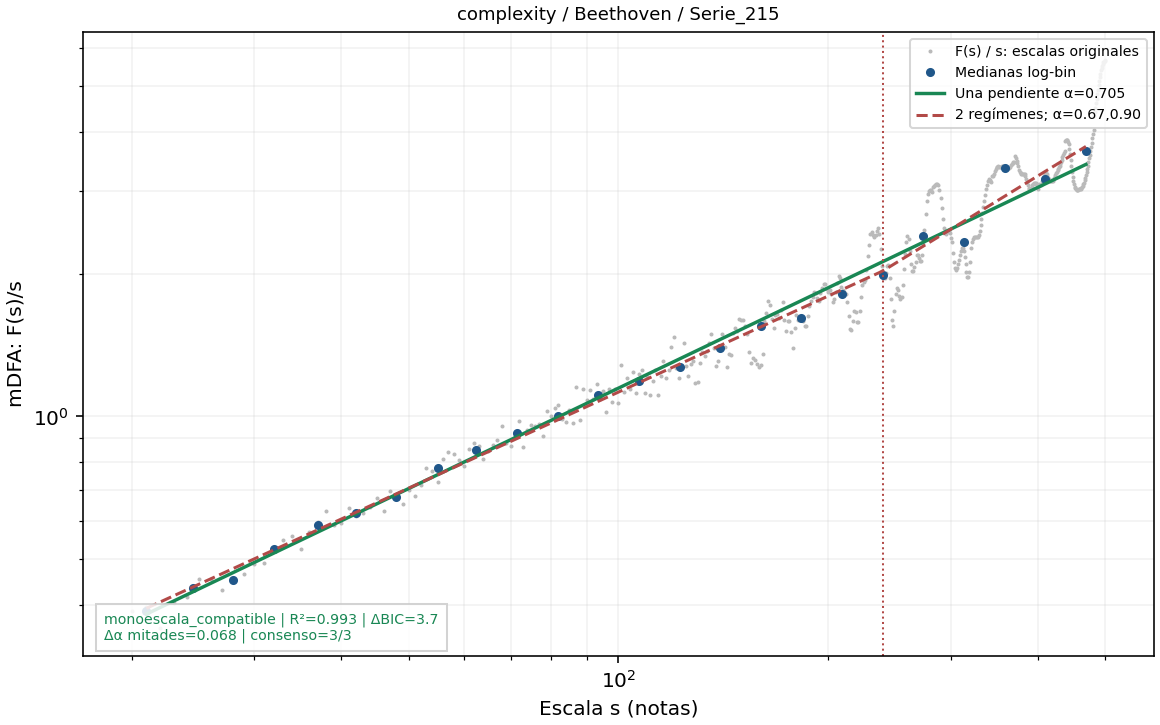 complexity / Beethoven / Serie_215
F(s) / s: escalas originales
Medianas log-bin
Una pendiente α=0.705
2 regímenes; α=0.67,0.90
mDFA: F(s)/s
10⁰
monoescala_compatible | R²=0.993 | ΔBIC=3.7
Δα mitades=0.068 | consenso=3/3
10²
Escala s (notas)